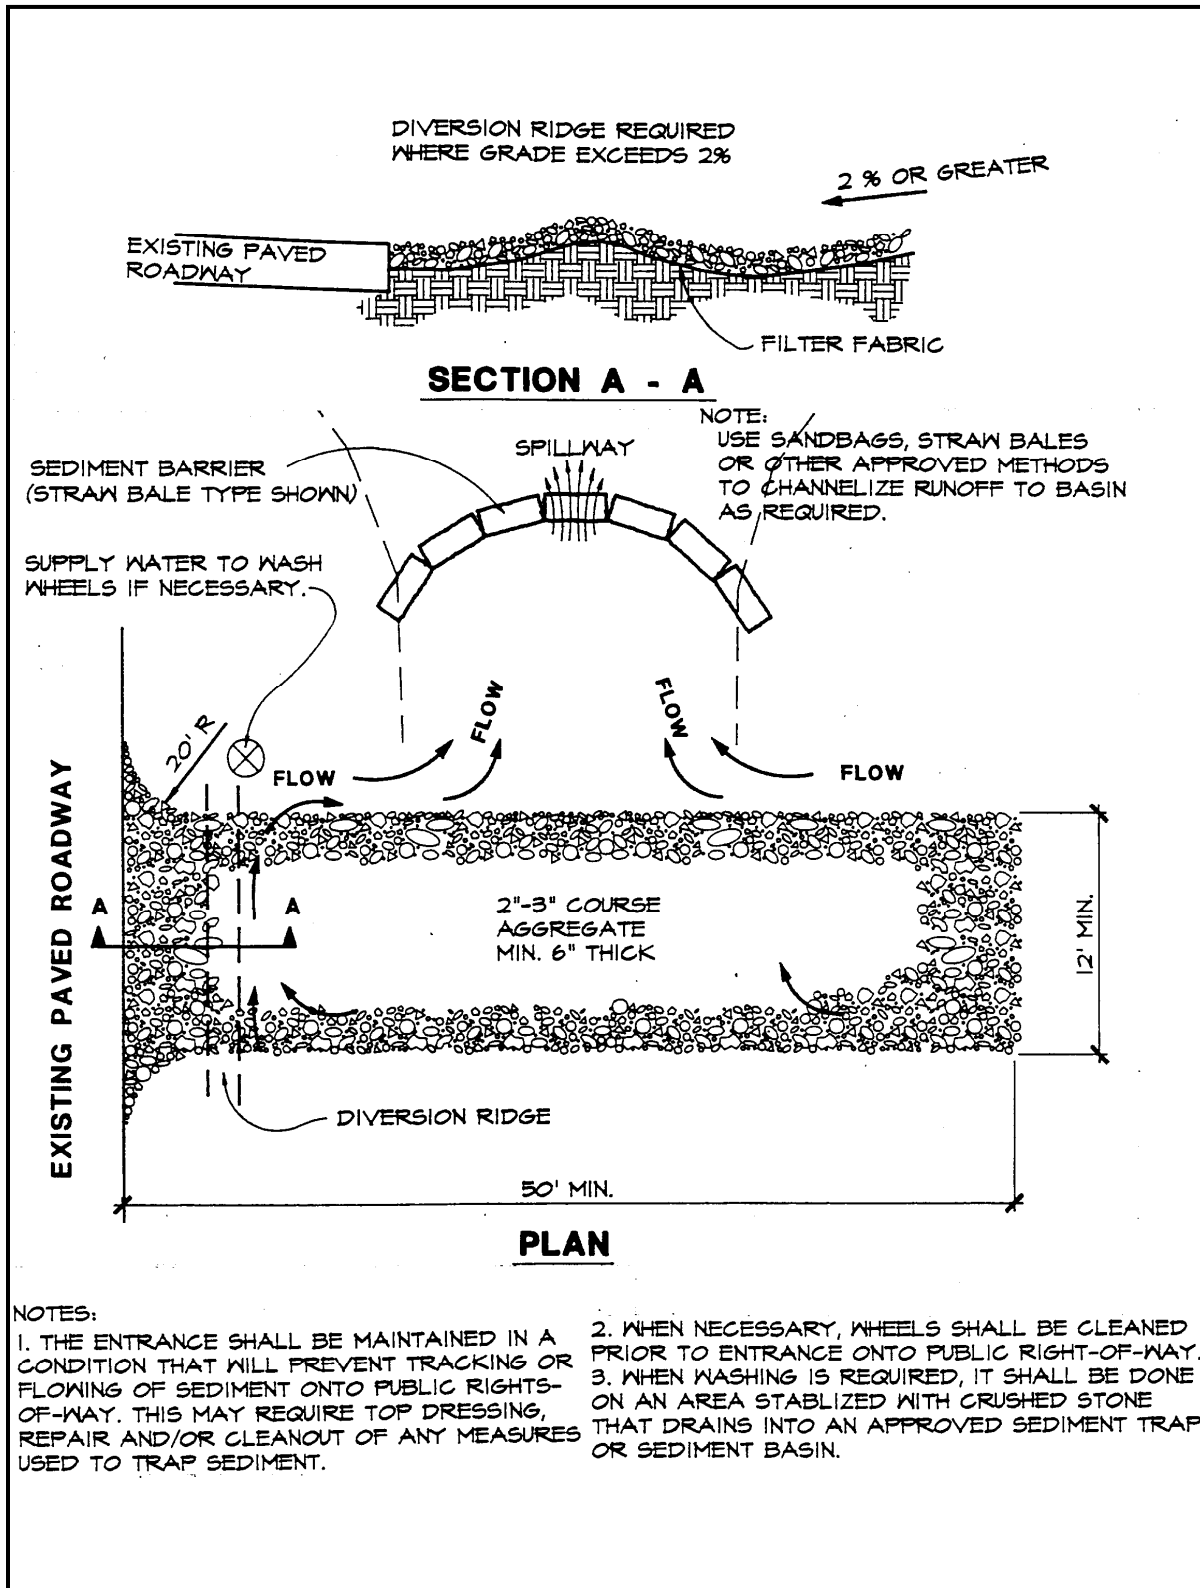 DIVERSION RIDGE REQUIRED
WHERE GRADE EXCEEDS 2%
2 % OR GREATER
EXISTING PAVED
ROADWAY
FILTER FABRIC
SECTION A - A
NOTE:
USE SANDBAGS, STRAW BALES
OR OTHER APPROVED METHODS
TO CHANNELIZE RUNOFF TO BASIN
AS REQUIRED.
SPILLWAY
SEDIMENT BARRIER
(STRAW BALE TYPE SHOWN)
SUPPLY WATER TO WASH
WHEELS IF NECESSARY.
FLOW
FLOW
20' R
FLOW
FLOW
EXISTING PAVED ROADWAY
A
A
2"-3" COURSE
AGGREGATE
MIN. 6" THICK
12' MIN.
DIVERSION RIDGE
50' MIN.
PLAN
NOTES:
1. THE ENTRANCE SHALL BE MAINTAINED IN A
CONDITION THAT WILL PREVENT TRACKING OR
FLOWING OF SEDIMENT ONTO PUBLIC RIGHTS-
OF-WAY. THIS MAY REQUIRE TOP DRESSING,
REPAIR AND/OR CLEANOUT OF ANY MEASURES
USED TO TRAP SEDIMENT.
2. WHEN NECESSARY, WHEELS SHALL BE CLEANED
PRIOR TO ENTRANCE ONTO PUBLIC RIGHT-OF-WAY.
3. WHEN WASHING IS REQUIRED, IT SHALL BE DONE
ON AN AREA STABLIZED WITH CRUSHED STONE
THAT DRAINS INTO AN APPROVED SEDIMENT TRAP
OR SEDIMENT BASIN.